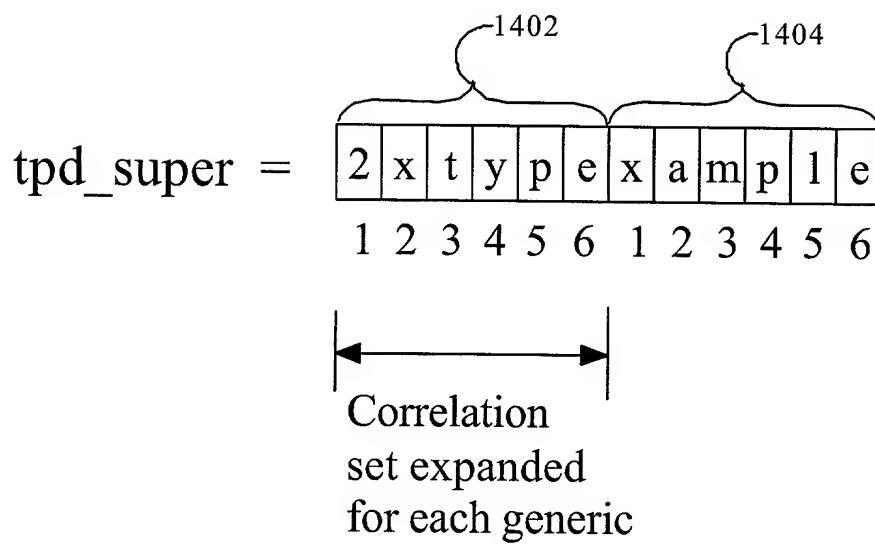 1402 1404
tpd_super = 2 x t y p e x a m p l e
1 2 3 4 5 6 1 2 3 4 5 6
Correlation
set expanded
for each generic